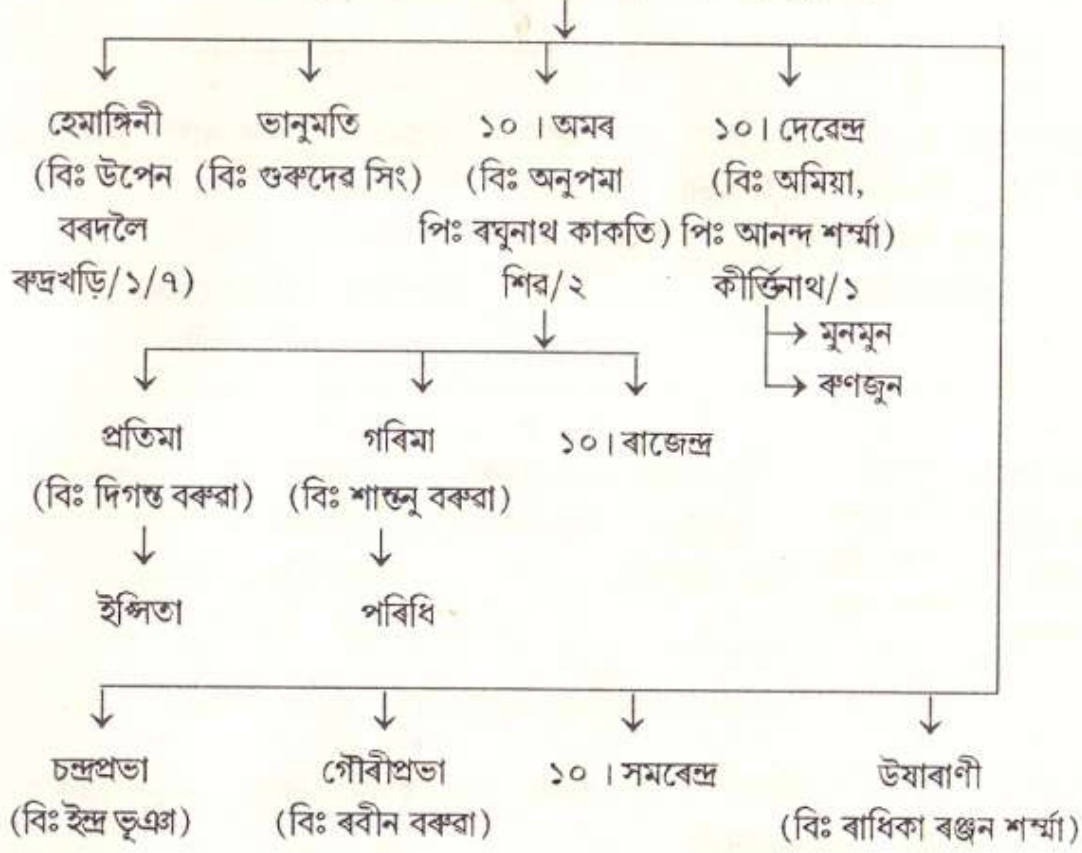 হেমাঙ্গিনী ভানুমতি ১০ । অমৰ ১০। দেৱেন্দ্ৰ
(বিঃ উপেন (বিঃ গুৰুদেৱ সিং) (বিঃ অনুপমা (বিঃ অমিয়া,
বৰদলৈ পিঃ ৰঘুনাথ কাকতি) পিঃ আনন্দ শৰ্ম্মা)
ৰুদ্ৰখড়ি/১/৭) শিৱ/২ কীৰ্ত্তিনাথ/১
মুনমুন
ৰুণজুন
প্ৰতিমা গৰিমা ১০। ৰাজেন্দ্ৰ
(বিঃ দিগন্ত বৰুৱা) (বিঃ শান্তনু বৰুৱা)
ইপ্সিতা পৰিধি
চন্দ্ৰপ্ৰভা গৌৰীপ্ৰভা ১০ । সমৰেন্দ্ৰ উষাৰাণী
(বিঃ ইন্দ্ৰ ভূঞা) (বিঃ ৰবীন বৰুৱা) (বিঃ ৰাধিকা ৰঞ্জন শৰ্ম্মা)